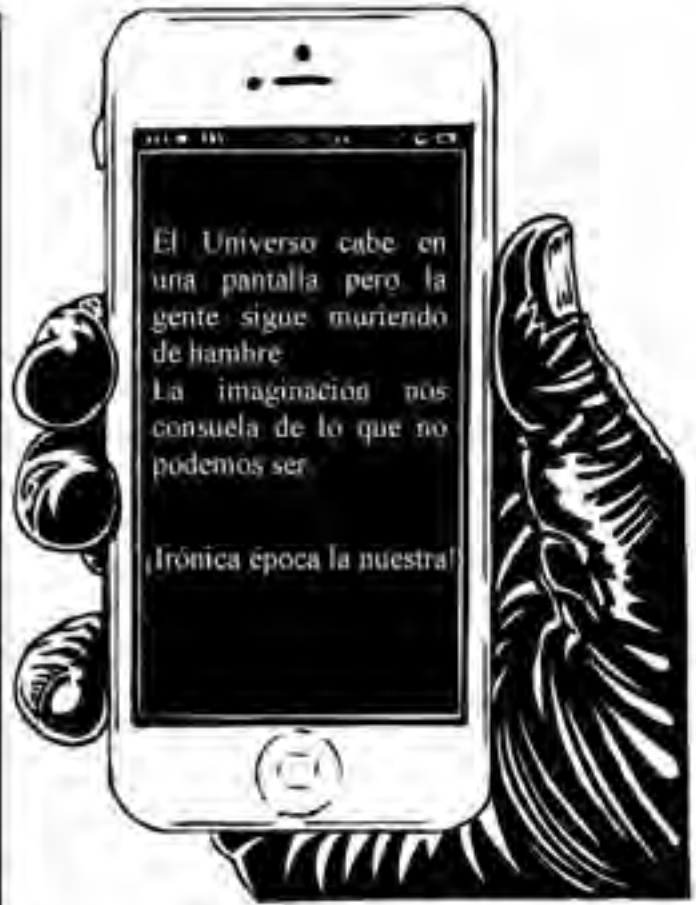 El Universo cabe en
una pantalla pero la
gente sigue muriendo
de hambre
La imaginación nos
consuela de lo que no
podemos ser
¡Irónica época la nuestra!